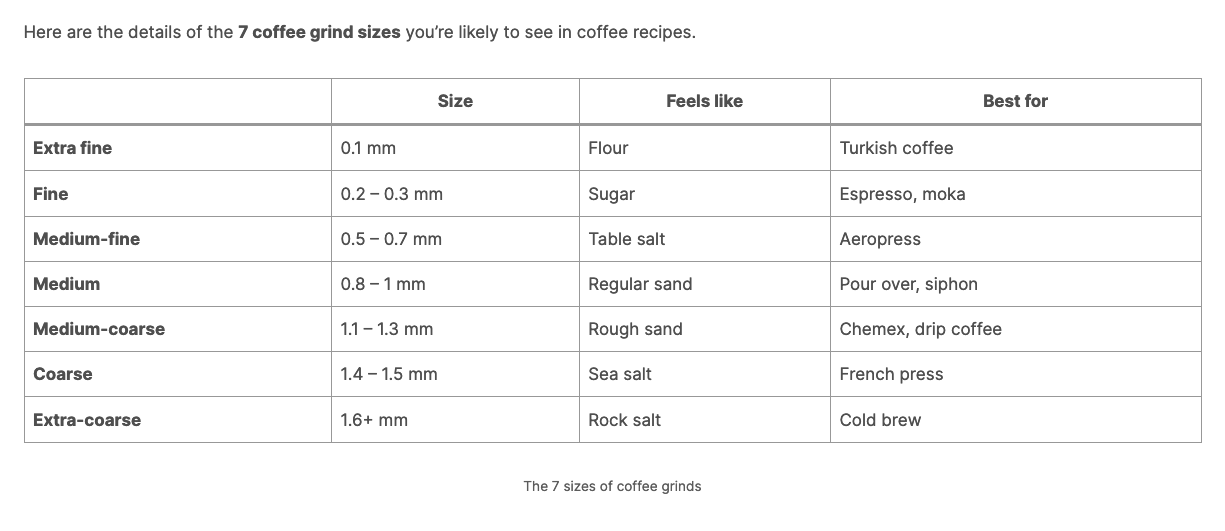 Here are the details of the 7 coffee grind sizes you’re likely to see in coffee recipes.
Size Feels like Best for
Extra fine 0.1 mm Flour Turkish coffee
Fine 0.2 – 0.3 mm Sugar Espresso, moka
Medium-fine 0.5 – 0.7 mm Table salt Aeropress
Medium 0.8 – 1 mm Regular sand Pour over, siphon
Medium-coarse 1.1 – 1.3 mm Rough sand Chemex, drip coffee
Coarse 1.4 – 1.5 mm Sea salt French press
Extra-coarse 1.6+ mm Rock salt Cold brew
The 7 sizes of coffee grinds